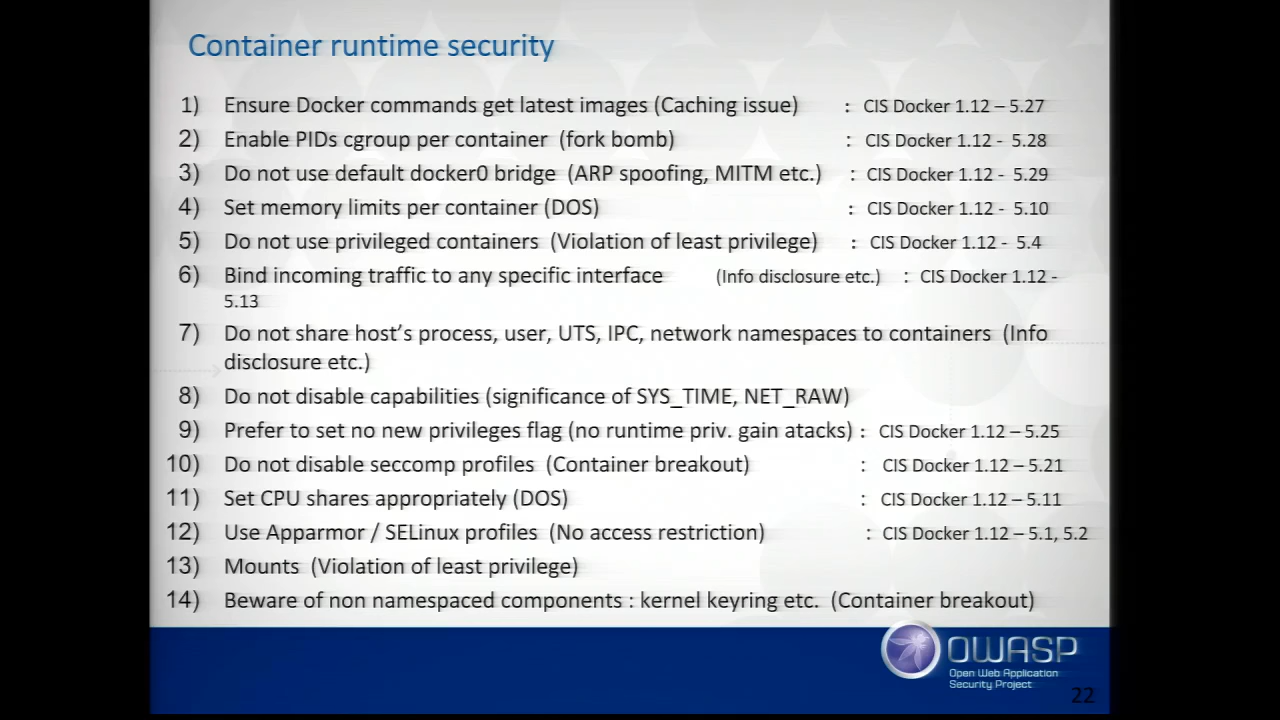 Container runtime security
1) Ensure Docker commands get latest images (Caching issue) : CIS Docker 1.12 – 5.27
2) Enable PIDs cgroup per container (fork bomb) : CIS Docker 1.12 - 5.28
3) Do not use default docker0 bridge (ARP spoofing, MITM etc.) : CIS Docker 1.12 - 5.29
4) Set memory limits per container (DOS) : CIS Docker 1.12 - 5.10
5) Do not use privileged containers (Violation of least privilege) : CIS Docker 1.12 - 5.4
6) Bind incoming traffic to any specific interface (Info disclosure etc.) : CIS Docker 1.12 -
5.13
7) Do not share host's process, user, UTS, IPC, network namespaces to containers (Info
disclosure etc.)
8) Do not disable capabilities (significance of SYS_TIME, NET_RAW)
9) Prefer to set no new privileges flag (no runtime priv. gain atacks) : CIS Docker 1.12 – 5.25
10) Do not disable seccomp profiles (Container breakout) : CIS Docker 1.12 – 5.21
11) Set CPU shares appropriately (DOS) : CIS Docker 1.12 – 5.11
12) Use Apparmor / SELinux profiles (No access restriction) : CIS Docker 1.12 – 5.1, 5.2
13) Mounts (Violation of least privilege)
14) Beware of non namespaced components : kernel keyring etc. (Container breakout)
OWASP
Open Web Application
Security Project
22